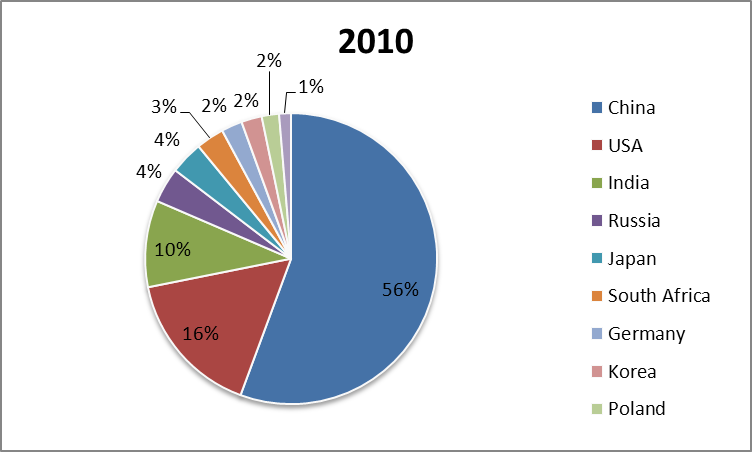 2010
2%
1%
3%
2%
2%
4%
4%
10%
16%
56%
China
USA
India
Russia
Japan
South Africa
Germany
Korea
Poland